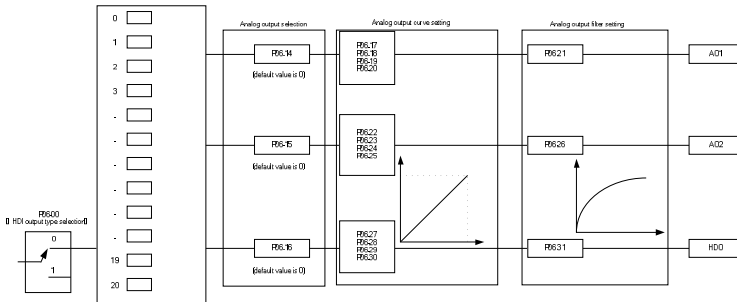 Analog output selection
Analog output curve setting
Analog output filter setting
0
1
2
3
-
-
-
-
-
-
19
20
P06.14
(default value is 0)
P06.17
P06.18
P06.19
P06.20
P06.21
AO1
P06.15
(default value is 0)
P06.22
P06.23
P06.24
P06.25
P06.26
AO2
P06.16
(default value is 0)
P06.27
P06.28
P06.29
P06.30
P06.31
HDO
P06.00
HDI output type selection
0
1